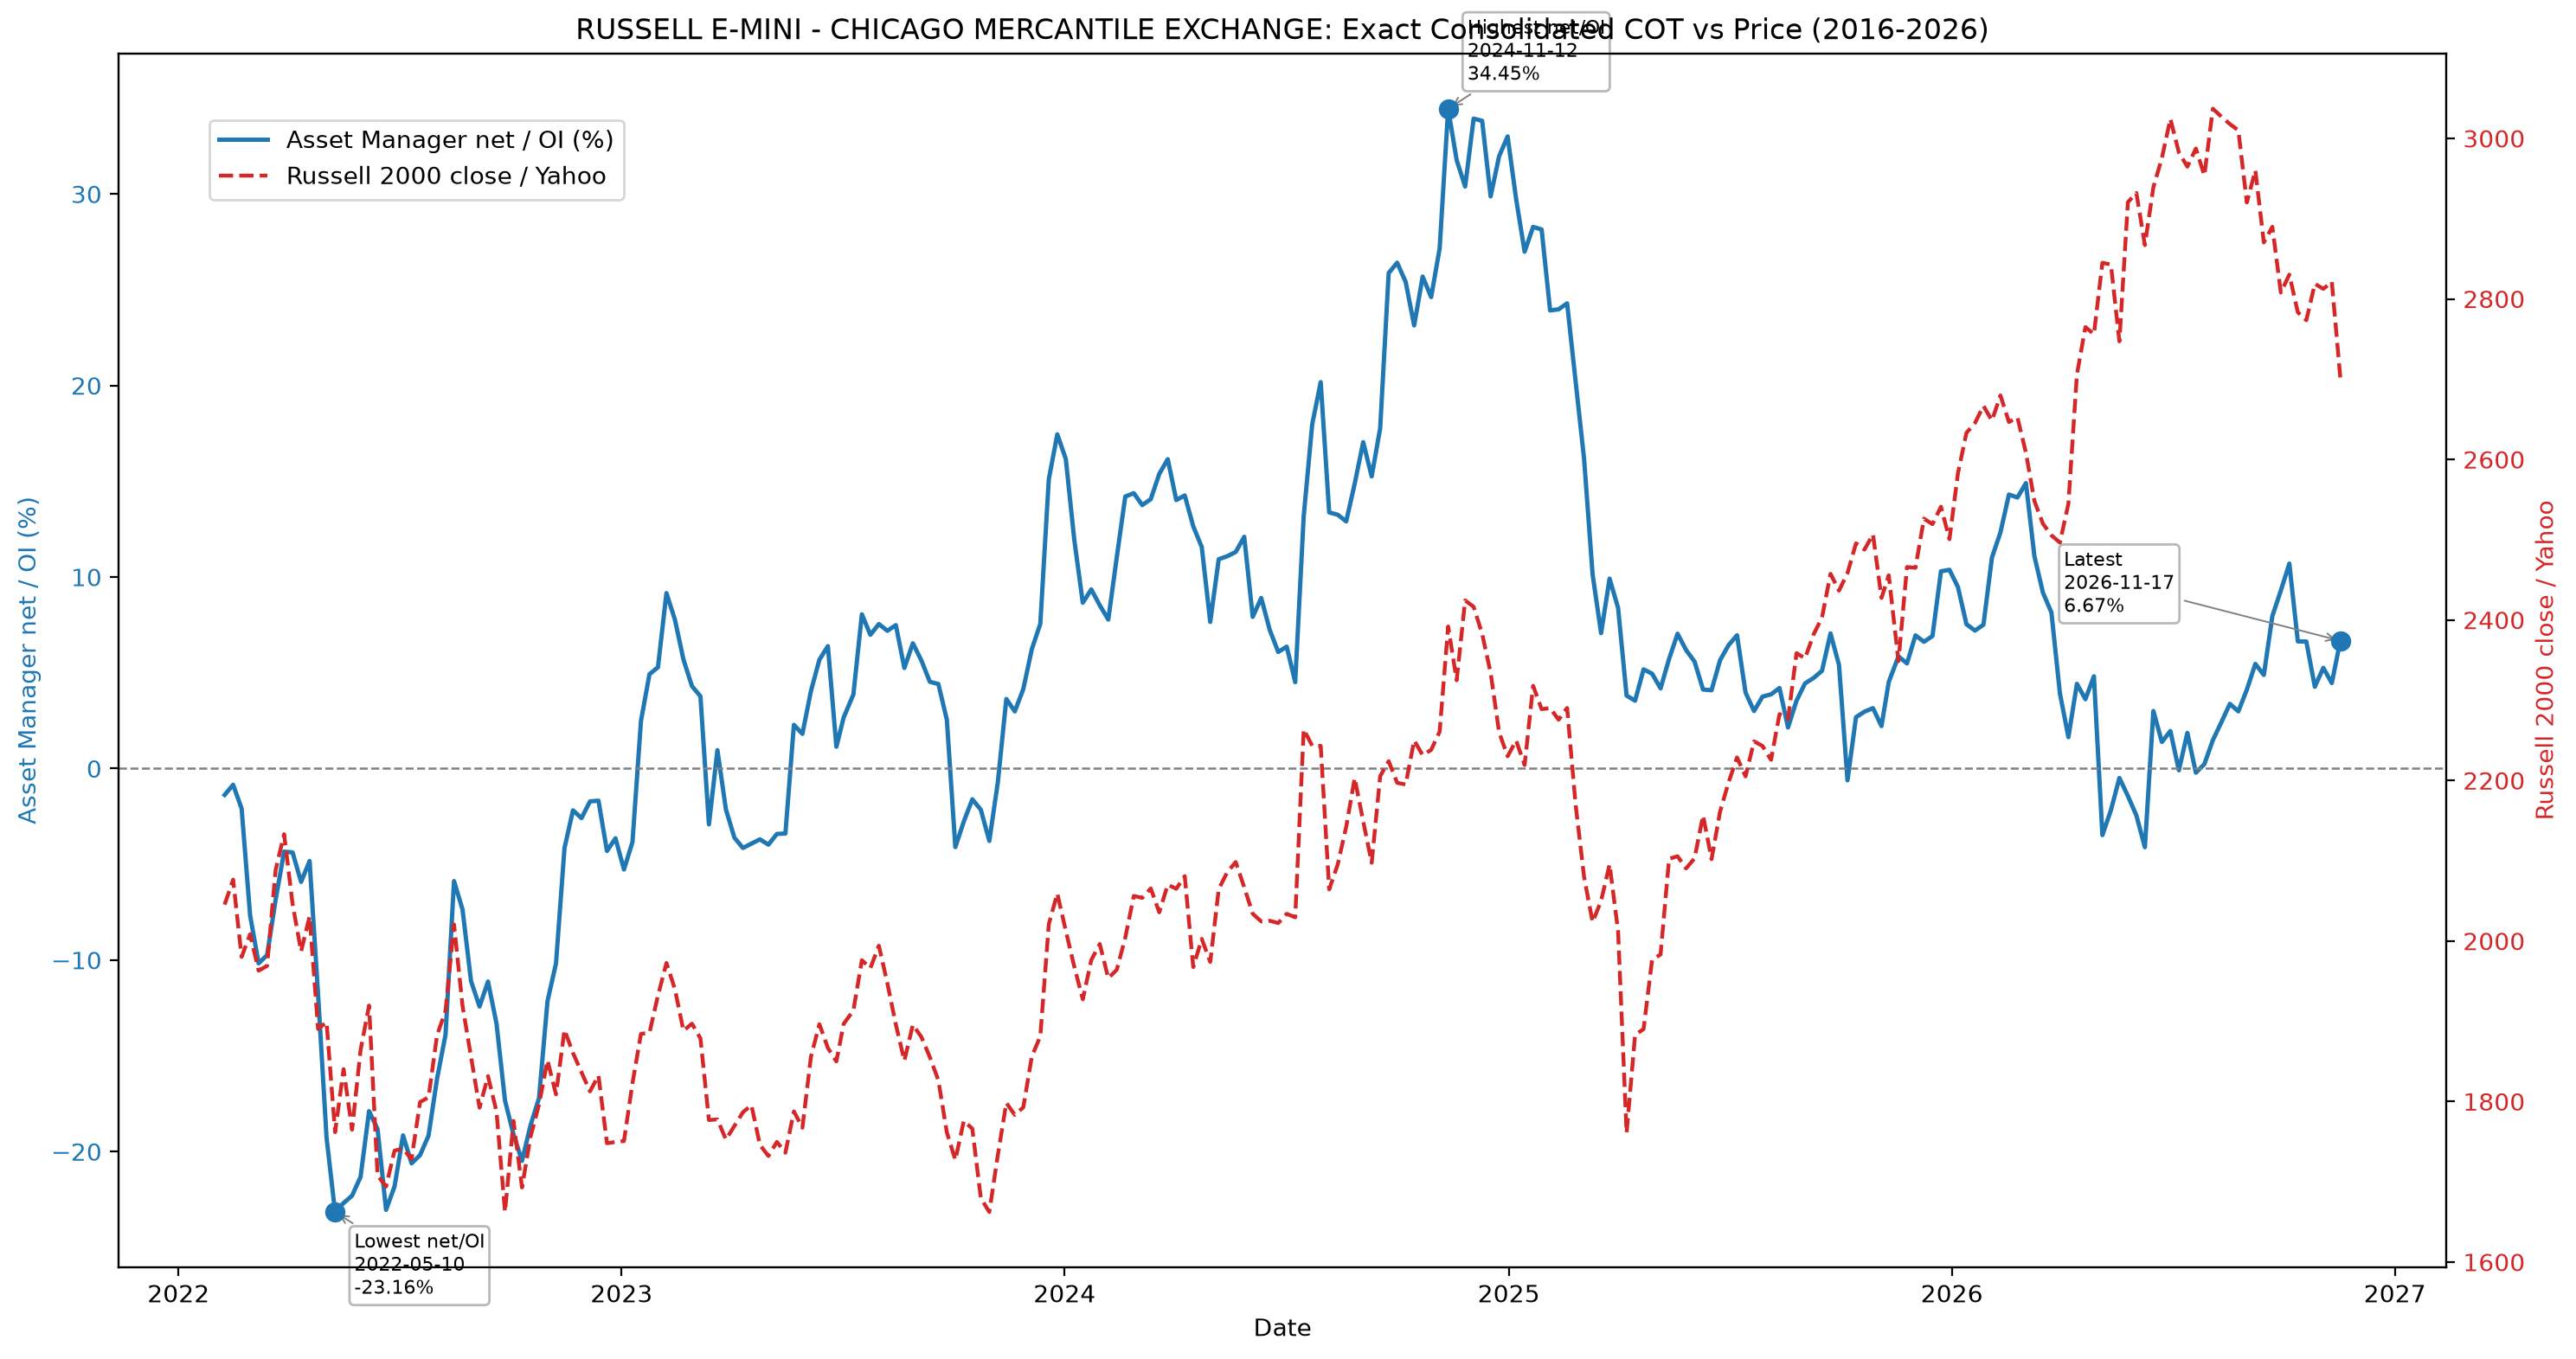 RUSSELL E-MINI - CHICAGO MERCANTILE EXCHANGE: Exact Consolidated COT vs Price (2016-2026)
Highest net/OI
2024-11-12
34.45%
Asset Manager net / OI (%)
Russell 2000 close / Yahoo
30
20
10
0
−10
−20
Asset Manager net / OI (%)
3000
2800
2600
2400
2200
2000
1800
1600
Russell 2000 close / Yahoo
Latest
2026-11-17
6.67%
Lowest net/OI
2022-05-10
-23.16%
2022
2023
2024
2025
2026
2027
Date